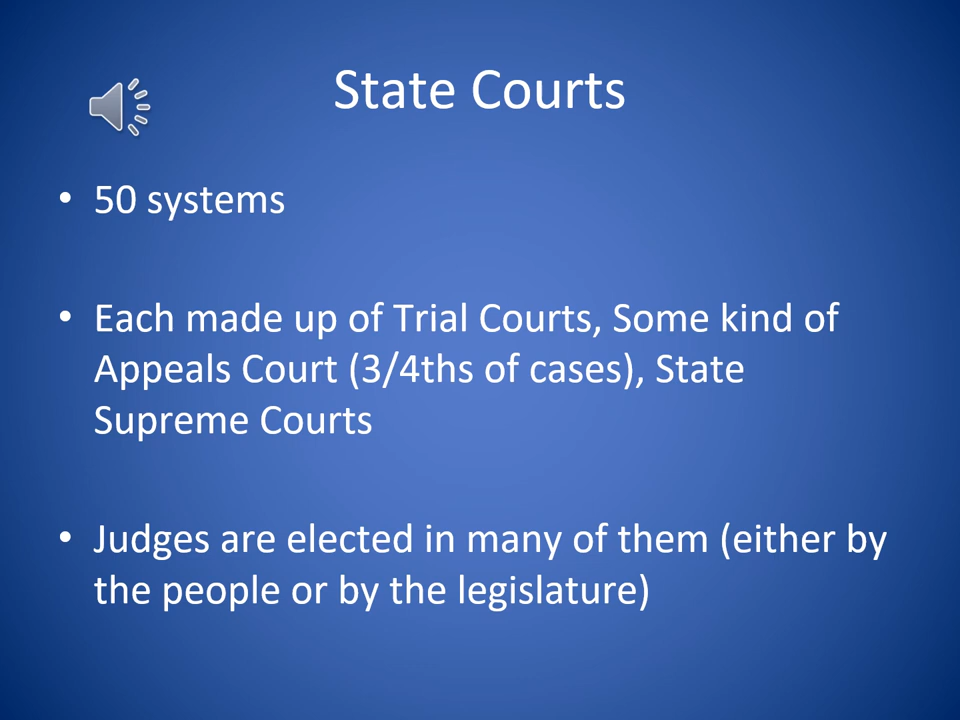 State Courts
• 50 systems
• Each made up of Trial Courts, Some kind of
Appeals Court (3/4ths of cases), State
Supreme Courts
• Judges are elected in many of them (either by
the people or by the legislature)